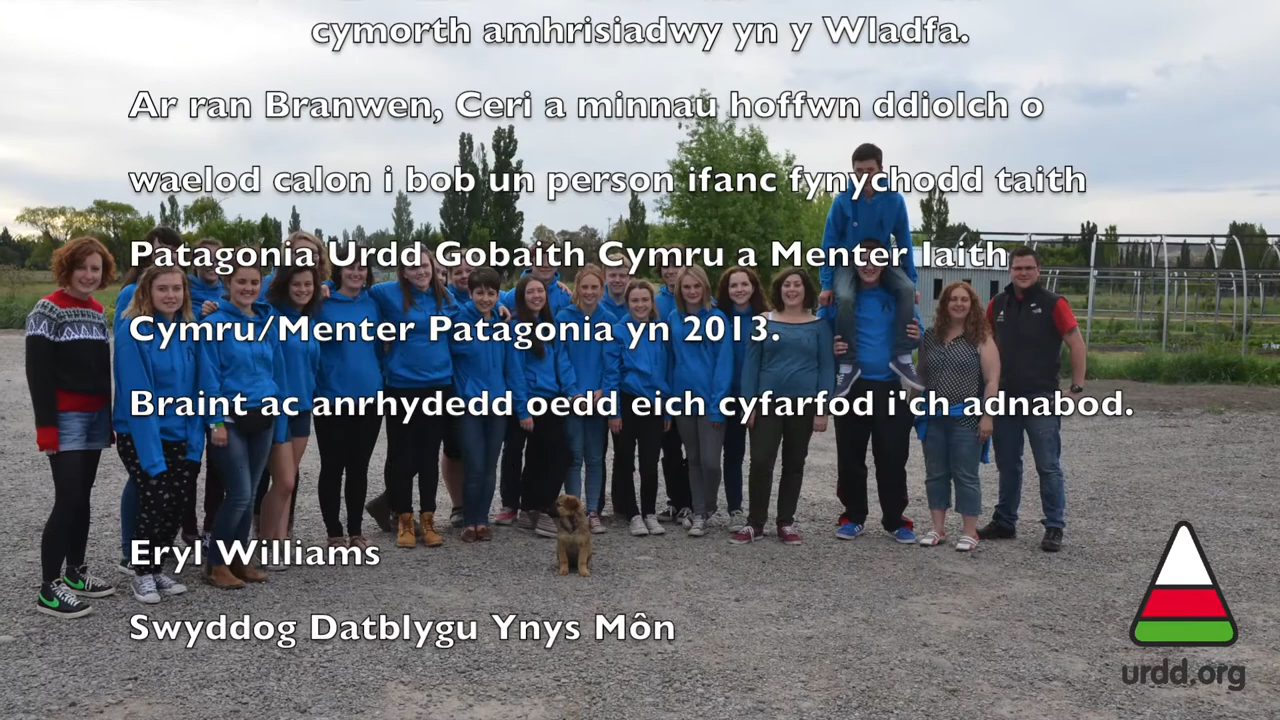 cymorth amhrisiadwy yn y Wladfa.
Ar ran Branwen, Ceri a minnau hoffwn ddiolch o
waelod calon i bob un person ifanc fynychodd taith
Patagonia Urdd Gobaith Cymru a Menter Iaith
Cymru/Menter Patagonia yn 2013.
Braint ac anrhydedd oedd eich cyfarfod i'ch adnabod.
Eryl Williams
Swyddog Datblygu Ynys Môn
urdd.org